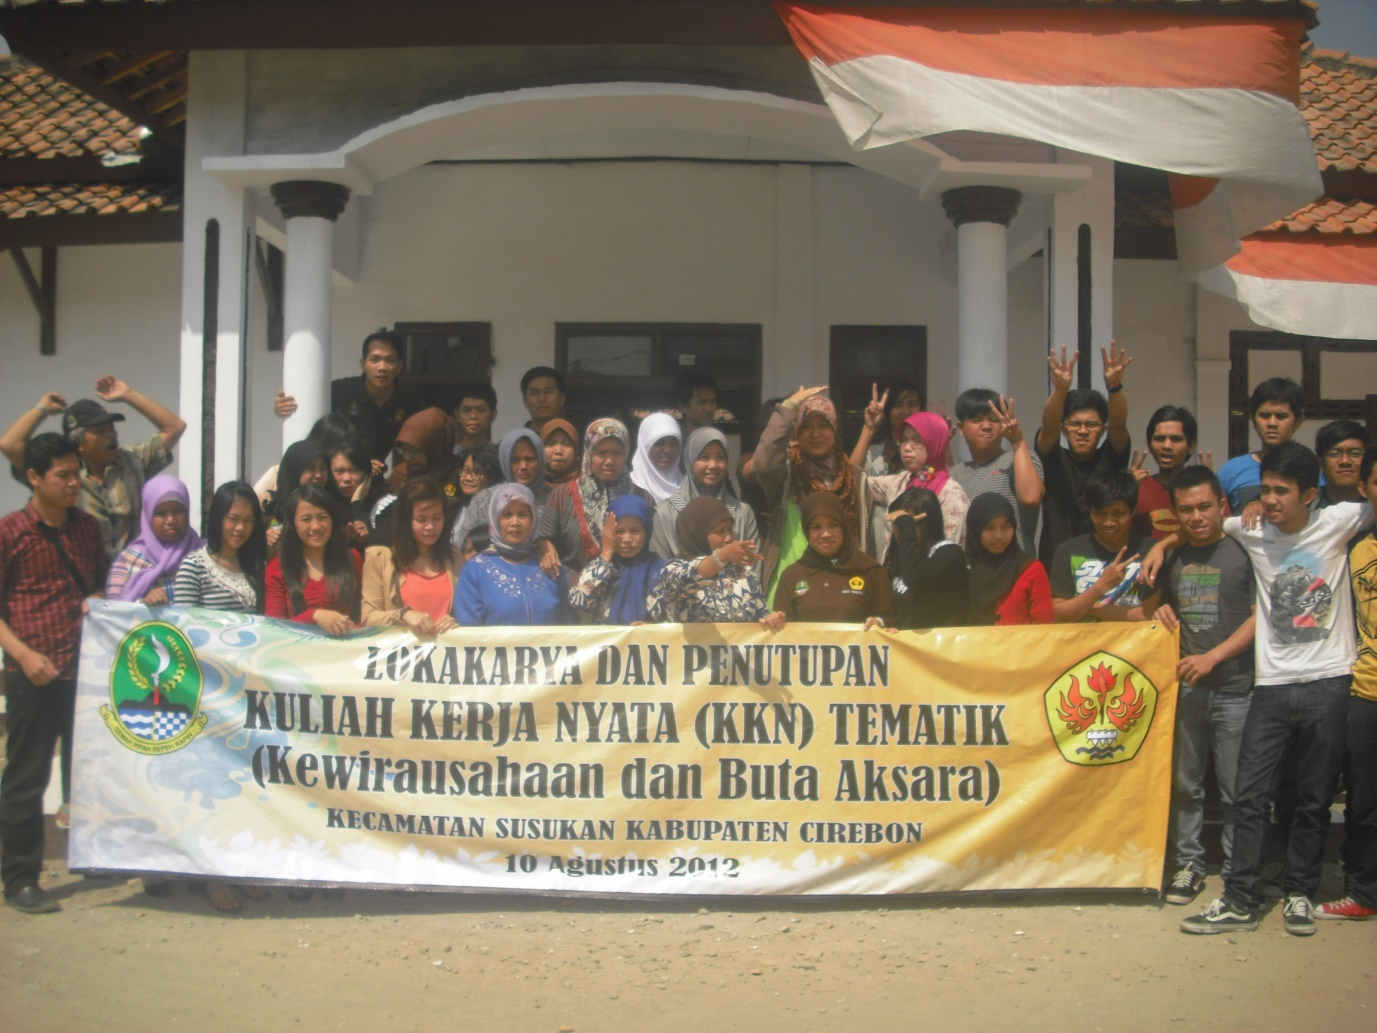 LOKAKARYA DAN PENUTUPAN
KULIAH KERJA NYATA (KKN) TEMATIK
(Kewirausahaan dan Buta Aksara)
KECAMATAN SUSUKAN KABUPATEN CIREBON
10 Agustus 2012